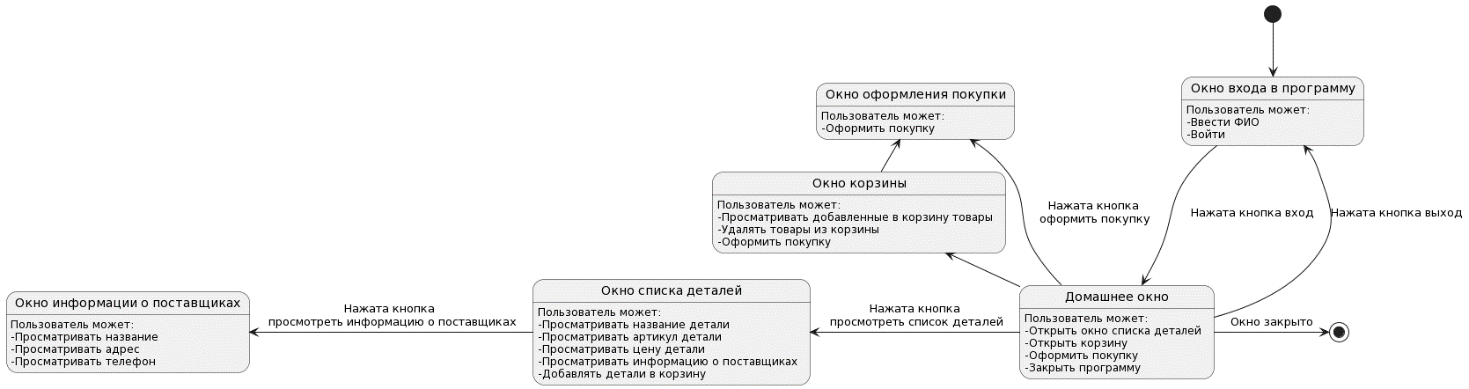 Окно входа в программу
Пользователь может:
-Ввести ФИО
-Войти
Окно оформления покупки
Пользователь может:
-Оформить покупку
Окно корзины
Пользователь может:
-Просматривать добавленные в корзину товары
-Удалять товары из корзины
-Оформить покупку
Нажата кнопка
оформить покупку
Нажата кнопка вход
Нажата кнопка выход
Окно информации о поставщиках
Пользователь может:
-Просматривать название
-Просматривать адрес
-Просматривать телефон
Нажата кнопка
просмотреть информацию о поставщиках
Окно списка деталей
Пользователь может:
-Просматривать название детали
-Просматривать артикул детали
-Просматривать цену детали
-Просматривать информацию о поставщиках
-Добавлять детали в корзину
Нажата кнопка
просмотреть список деталей
Домашнее окно
Пользователь может:
-Открыть окно списка деталей
-Открыть корзину
-Оформить покупку
-Закрыть программу
Окно закрыто